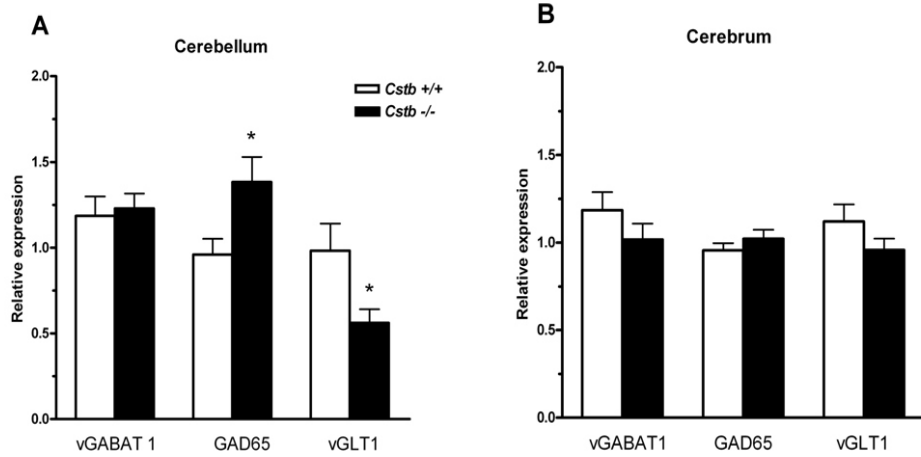 A
Cerebellum
Cstb +/+
Cstb -/-
Relative expression
2.0
1.5
1.0
0.5
0.0
*
*
vGABAT 1 GAD65 vGLT1
B
Cerebrum
Relative expression
2.0
1.5
1.0
0.5
0.0
vGABAT1 GAD65 vGLT1